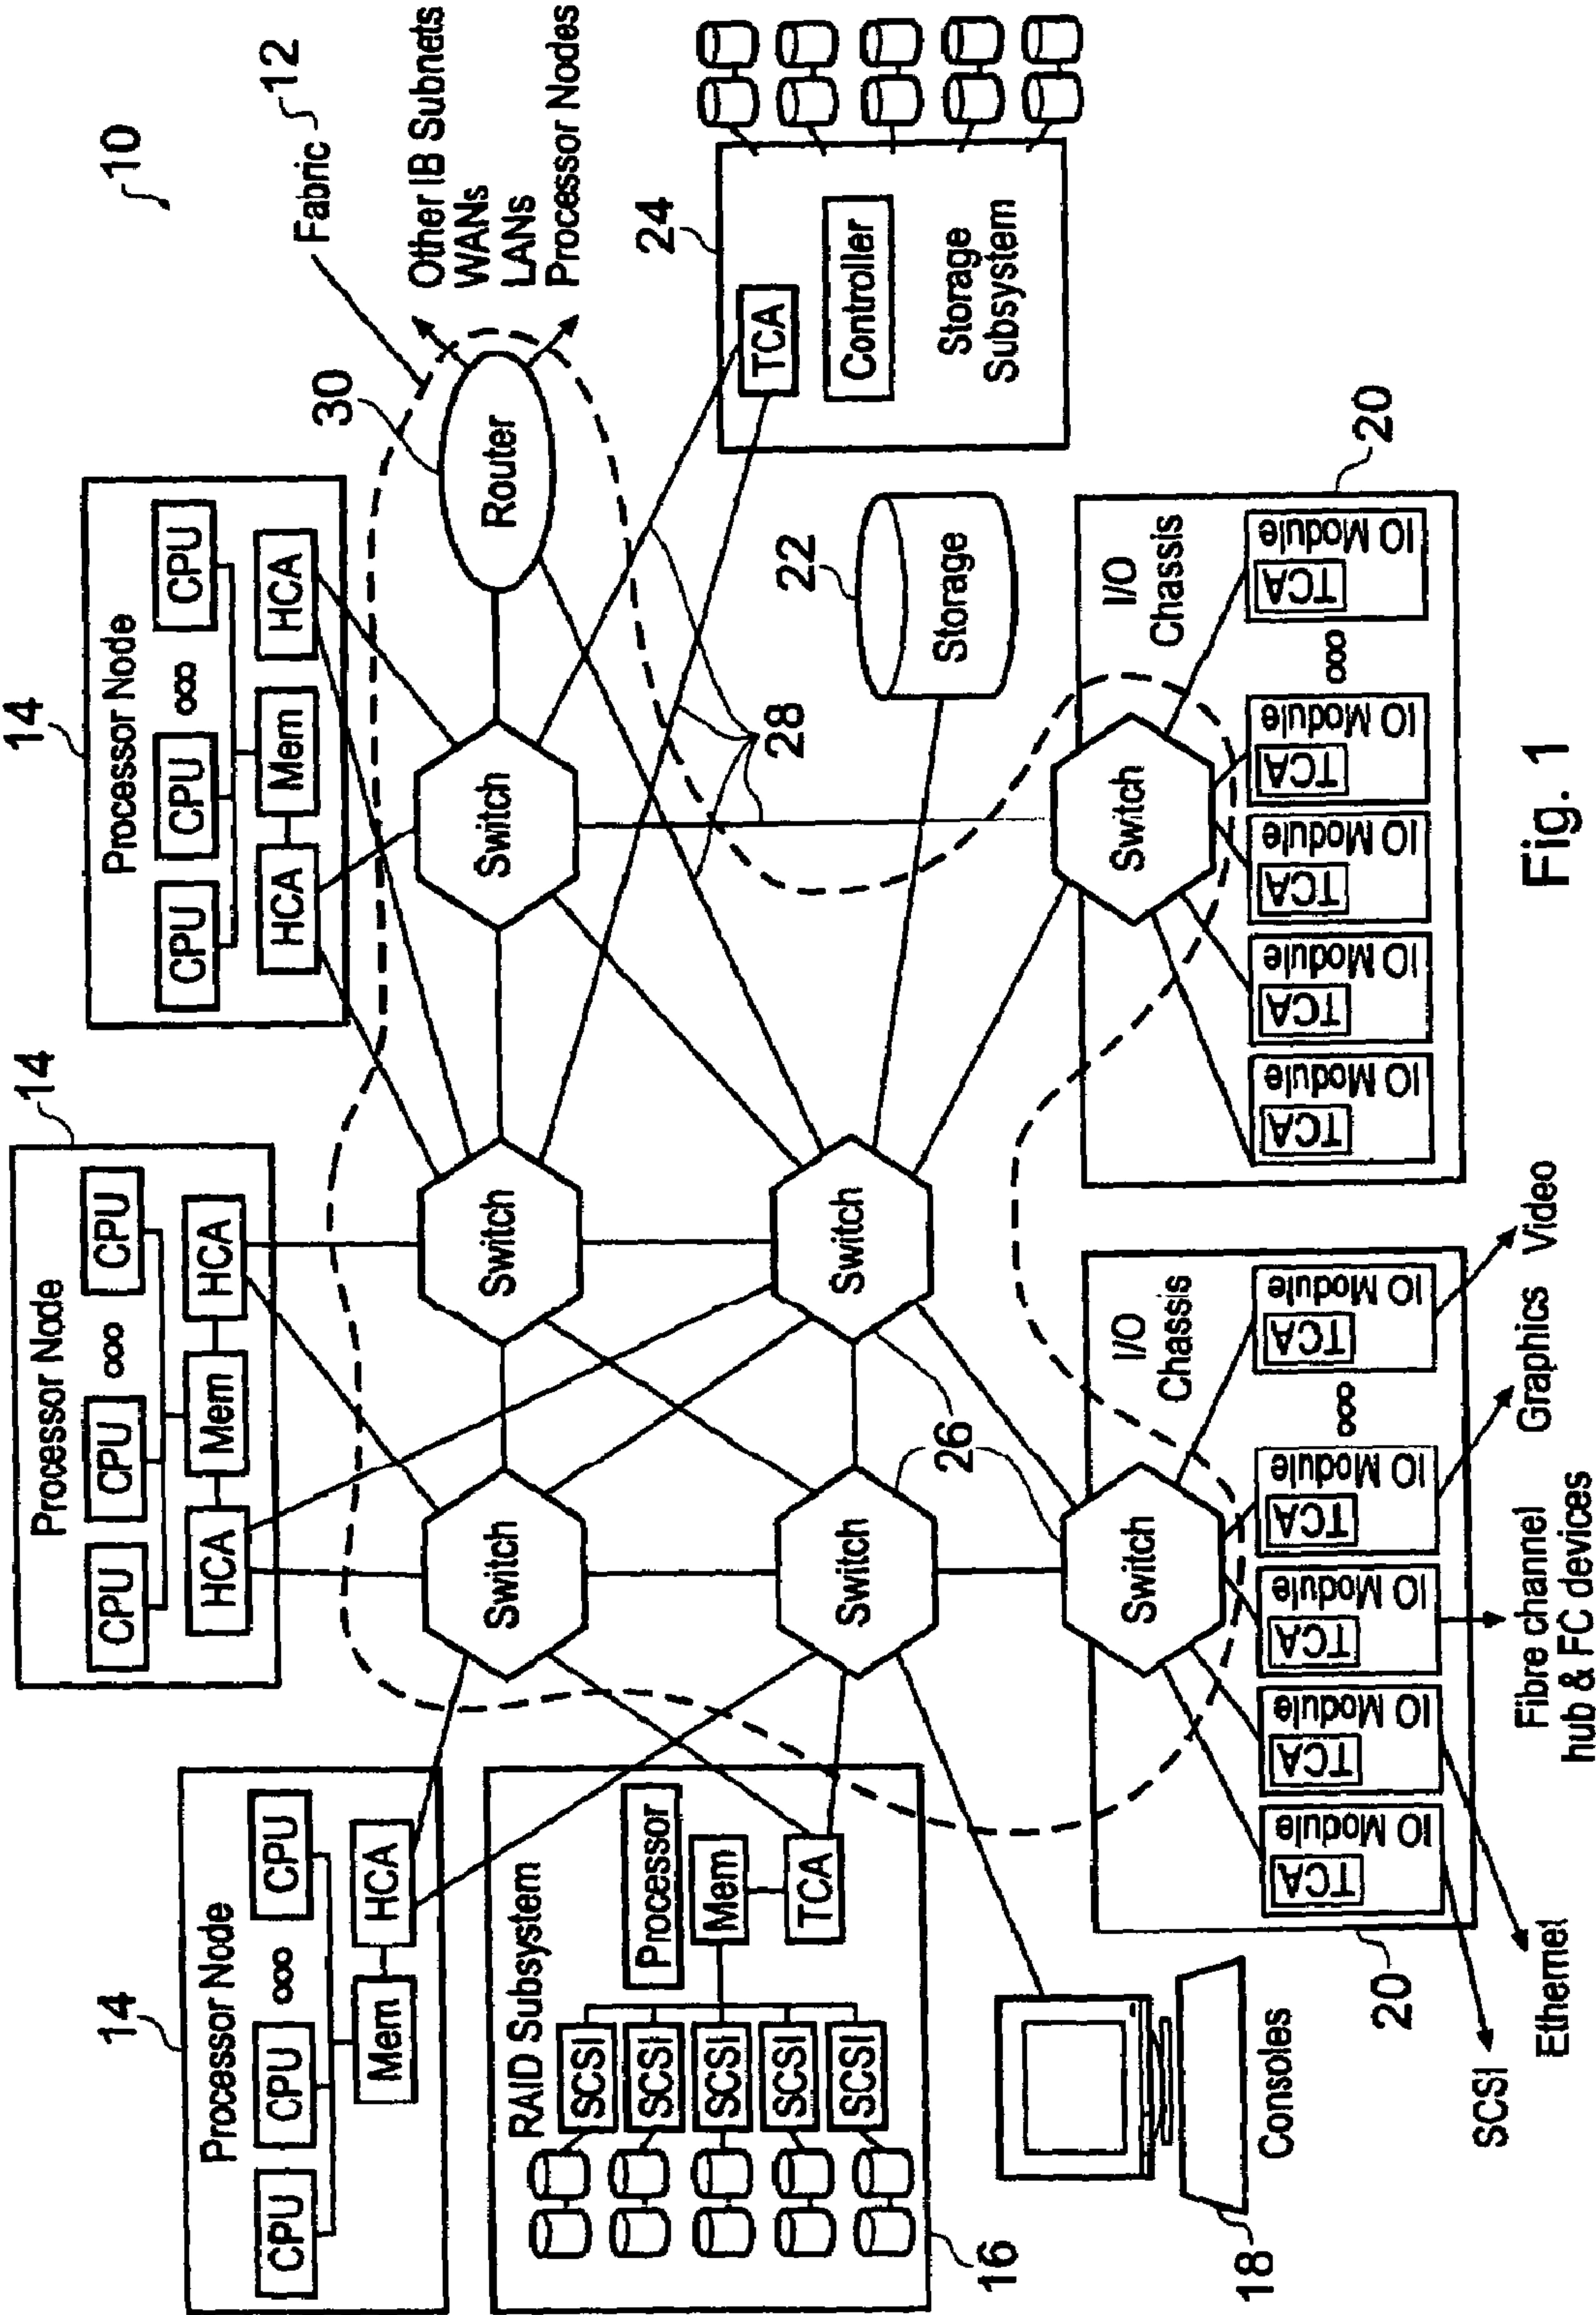 10
Fabric 12
Other IB Subnets
WANs
LANs
Processor Nodes
14
Processor Node
CPU CPU ∞ CPU
HCA Mem HCA
14
Processor Node
CPU CPU ∞ CPU
HCA Mem HCA
14
Processor Node
CPU CPU ∞ CPU
Mem HCA
30
Router
Switch
Switch
Switch
28
24
TCA
Controller
Storage
Subsystem
RAID Subsystem
Processor
Mem
TCA
SCSI
SCSI
SCSI
SCSI
SCSI
16
Switch
Switch
26
22
Storage
Consoles
18
Switch
I/O
Chassis
TCA IO Module
TCA IO Module
TCA IO Module
TCA IO Module
TCA IO Module
20
SCSI
Ethernet
Fibre channel
hub & FC devices
Graphics
Video
Switch
I/O
Chassis
TCA IO Module
TCA IO Module
TCA IO Module
TCA IO Module
TCA IO Module
20
Fig. 1